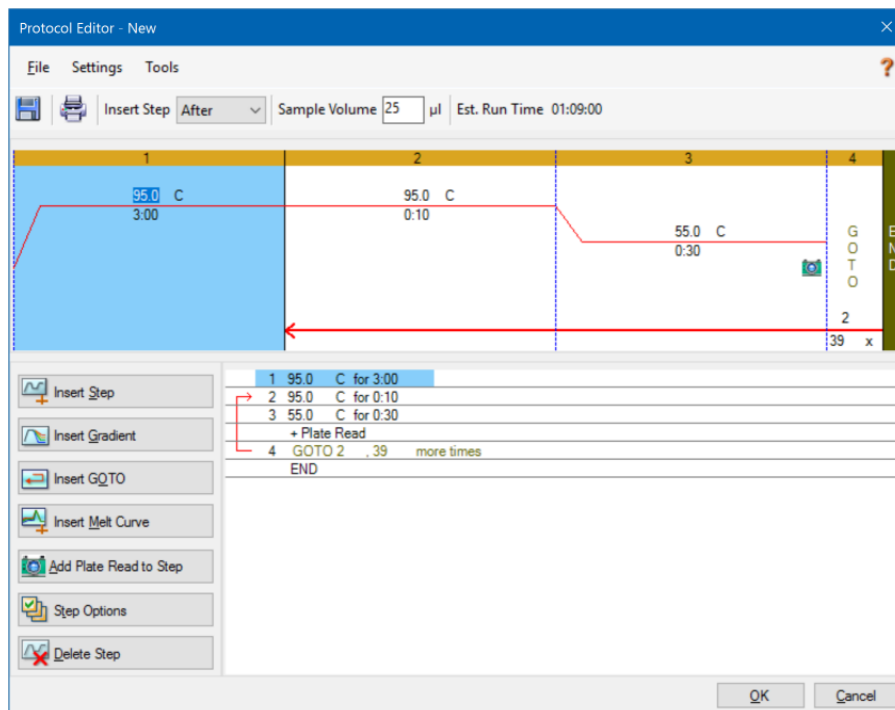 Protocol Editor - New
File Settings Tools ?
Insert Step After Sample Volume 25 µl Est. Run Time 01:09:00
1 2 3 4
95.0 C
3:00
95.0 C
0:10
55.0 C
0:30
GOTO
2
39 x
END
Insert Step
Insert Gradient
Insert GOTO
Insert Melt Curve
Add Plate Read to Step
Step Options
Delete Step
1 95.0 C for 3:00
2 95.0 C for 0:10
3 55.0 C for 0:30
+ Plate Read
4 GOTO 2 , 39 more times
END
OK Cancel